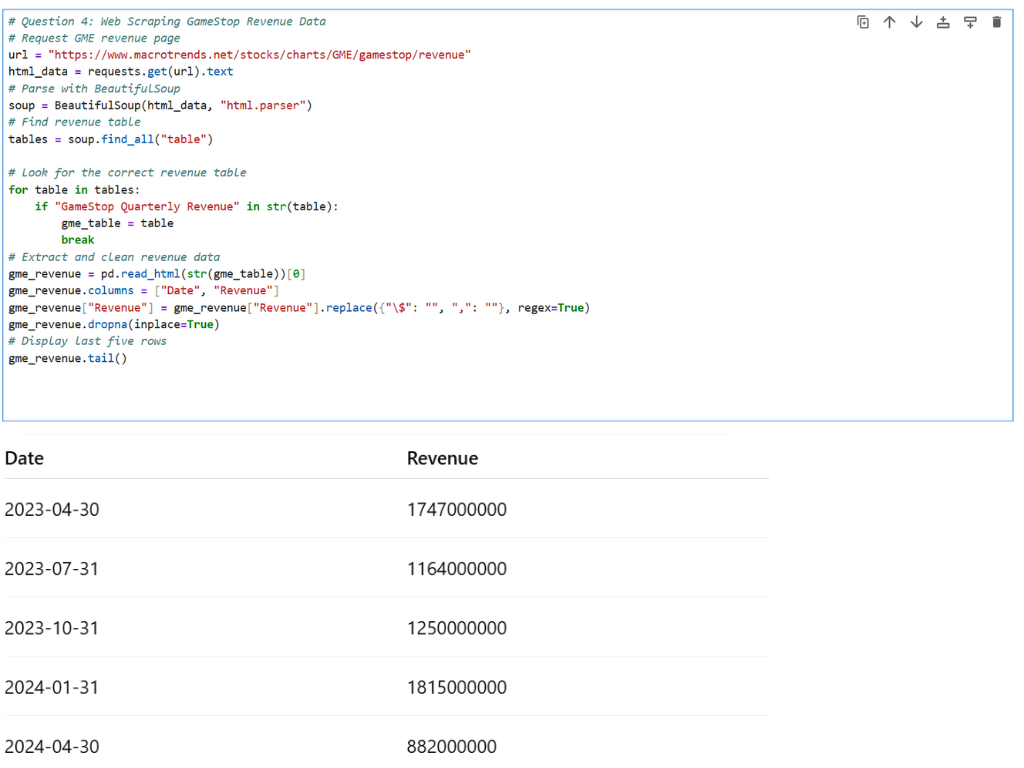 # Question 4: Web Scraping GameStop Revenue Data
# Request GME revenue page
url = "https://www.macrotrends.net/stocks/charts/GME/gamestop/revenue"
html_data = requests.get(url).text
# Parse with BeautifulSoup
soup = BeautifulSoup(html_data, "html.parser")
# Find revenue table
tables = soup.find_all("table")
# Look for the correct revenue table
for table in tables:
    if "GameStop Quarterly Revenue" in str(table):
        gme_table = table
        break
# Extract and clean revenue data
gme_revenue = pd.read_html(str(gme_table))[0]
gme_revenue.columns = ["Date", "Revenue"]
gme_revenue["Revenue"] = gme_revenue["Revenue"].replace({"\$": "", ",": ""}, regex=True)
gme_revenue.dropna(inplace=True)
# Display last five rows
gme_revenue.tail()
Date Revenue
2023-04-30 1747000000
2023-07-31 1164000000
2023-10-31 1250000000
2024-01-31 1815000000
2024-04-30 882000000